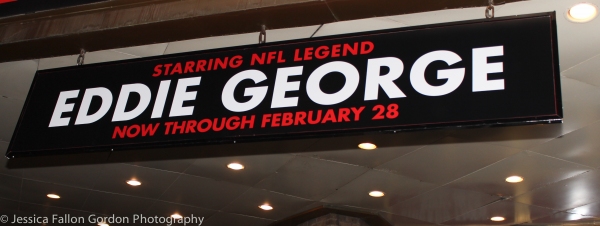 STARRING NFL LEGEND
EDDIE GEORGE
NOW THROUGH FEBRUARY 28
© Jessica Fallon Gordon Photography